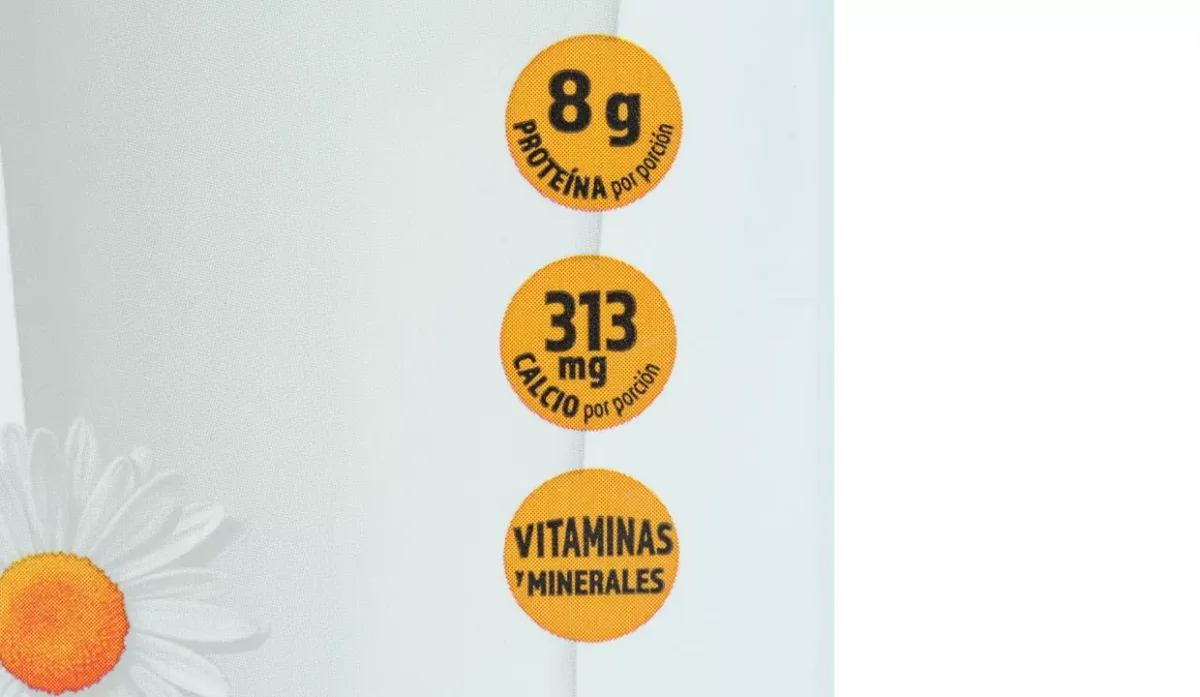 8 g
PROTEÍNA por porción
313
mg
CALCIO por porción
VITAMINAS
Y MINERALES